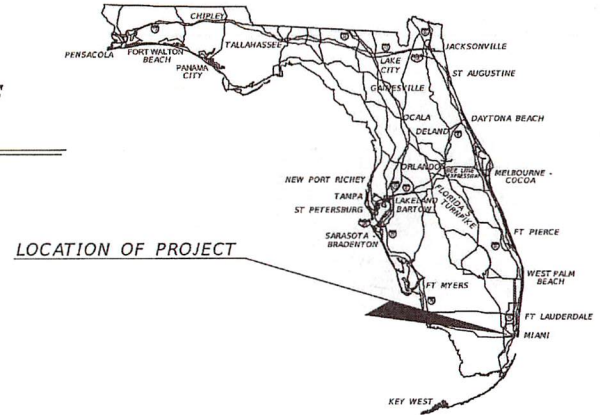 CHIPLEY
PENSACOLA
FORT WALTON
BEACH
PANAMA
CITY
TALLAHASSEE
LAKE
CITY
JACKSONVILLE
ST AUGUSTINE
GAINESVILLE
OCALA
DELAND
DAYTONA BEACH
ORLANDO
BEE LINE
EXPRESSWAY
MELBOURNE -
COCOA
NEW PORT RICHEY
TAMPA
ST PETERSBURG
LAKELAND
BARTOW
FLORIDA'S
TURNPIKE
SARASOTA -
BRADENTON
FT PIERCE
LOCATION OF PROJECT
WEST PALM
BEACH
FT MYERS
FT LAUDERDALE
MIAMI
KEY WEST